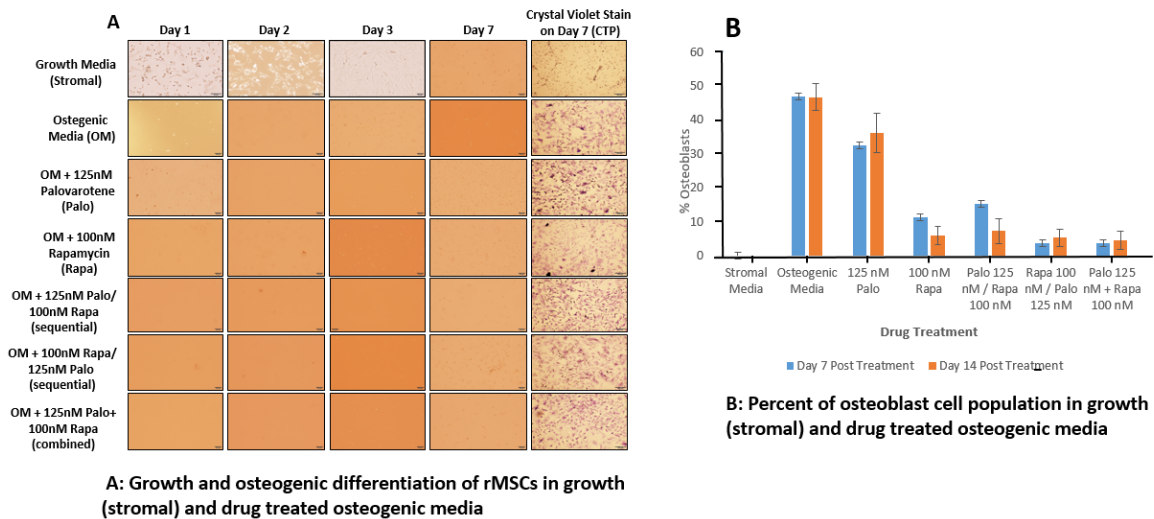 A
Day 1
Day 2
Day 3
Day 7
Crystal Violet Stain
on Day 7 (CTP)
Growth Media
(Stromal)
Ostegenic
Media (OM)
OM + 125nM
Palovarotene
(Palo)
OM + 100nM
Rapamycin
(Rapa)
OM + 125nM Palo/
100nM Rapa
(sequential)
OM + 100nM Rapa/
125nM Palo
(sequential)
OM + 125nM Palo+
100nM Rapa
(combined)
A: Growth and osteogenic differentiation of rMSCs in growth
(stromal) and drug treated osteogenic media
B
60
50
40
30
20
10
0
% Osteoblasts
Stromal
Media
Osteogenic
Media
125 nM
Palo
100 nM
Rapa
Palo 125
nM / Rapa
100 nM
Rapa 100
nM / Palo
125 nM
Palo 125
nM + Rapa
100 nM
Drug Treatment
Day 7 Post Treatment
Day 14 Post Treatment
B: Percent of osteoblast cell population in growth
(stromal) and drug treated osteogenic media